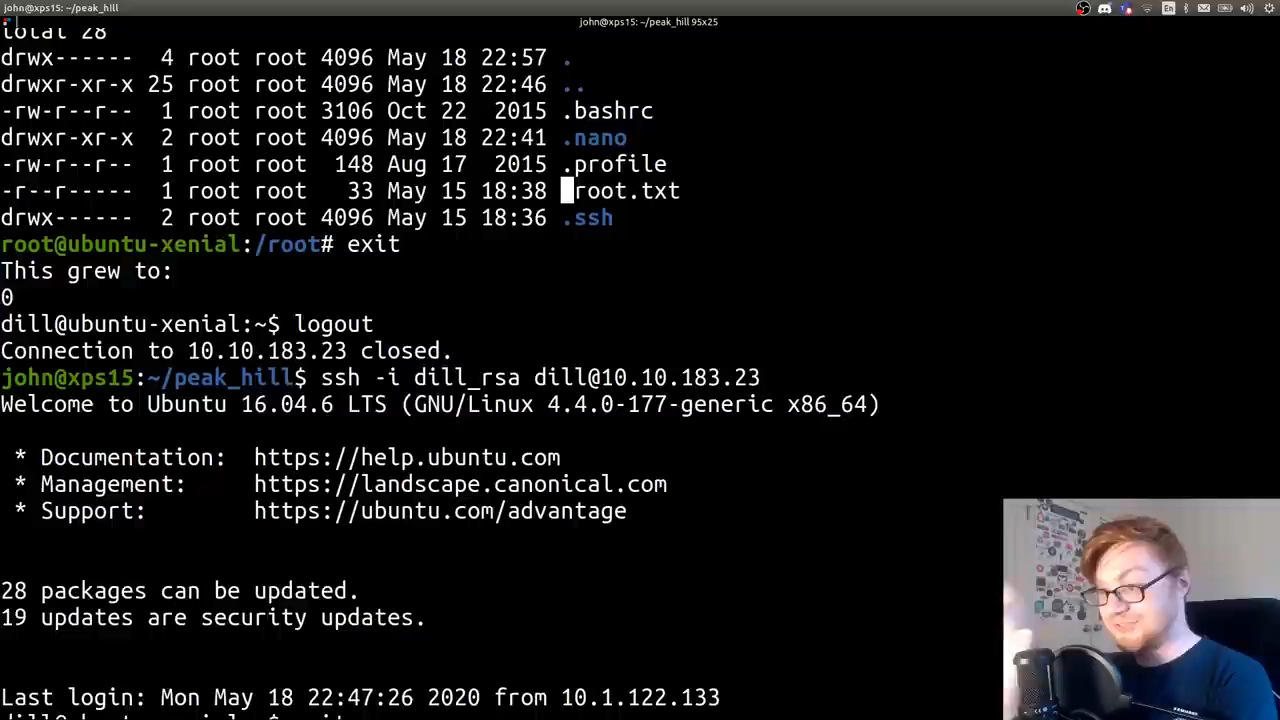 john@xps15: ~/peak_hill
john@xps15: ~/peak_hill 95x25
En
total 28
drwx------  4 root root 4096 May 18 22:57 .
drwxr-xr-x 25 root root 4096 May 18 22:46 ..
-rw-r--r--  1 root root 3106 Oct 22  2015 .bashrc
drwxr-xr-x  2 root root 4096 May 18 22:41 .nano
-rw-r--r--  1 root root  148 Aug 17  2015 .profile
-r--r-----  1 root root   33 May 15 18:38  root.txt
drwx------  2 root root 4096 May 15 18:36 .ssh
root@ubuntu-xenial:/root# exit
This grew to:
0
dill@ubuntu-xenial:~$ logout
Connection to 10.10.183.23 closed.
john@xps15:~/peak_hill$ ssh -i dill_rsa dill@10.10.183.23
Welcome to Ubuntu 16.04.6 LTS (GNU/Linux 4.4.0-177-generic x86_64)
 * Documentation:  https://help.ubuntu.com
 * Management:     https://landscape.canonical.com
 * Support:        https://ubuntu.com/advantage
28 packages can be updated.
19 updates are security updates.
Last login: Mon May 18 22:47:26 2020 from 10.1.122.133
dill@ubuntu-xenial:~$ exit